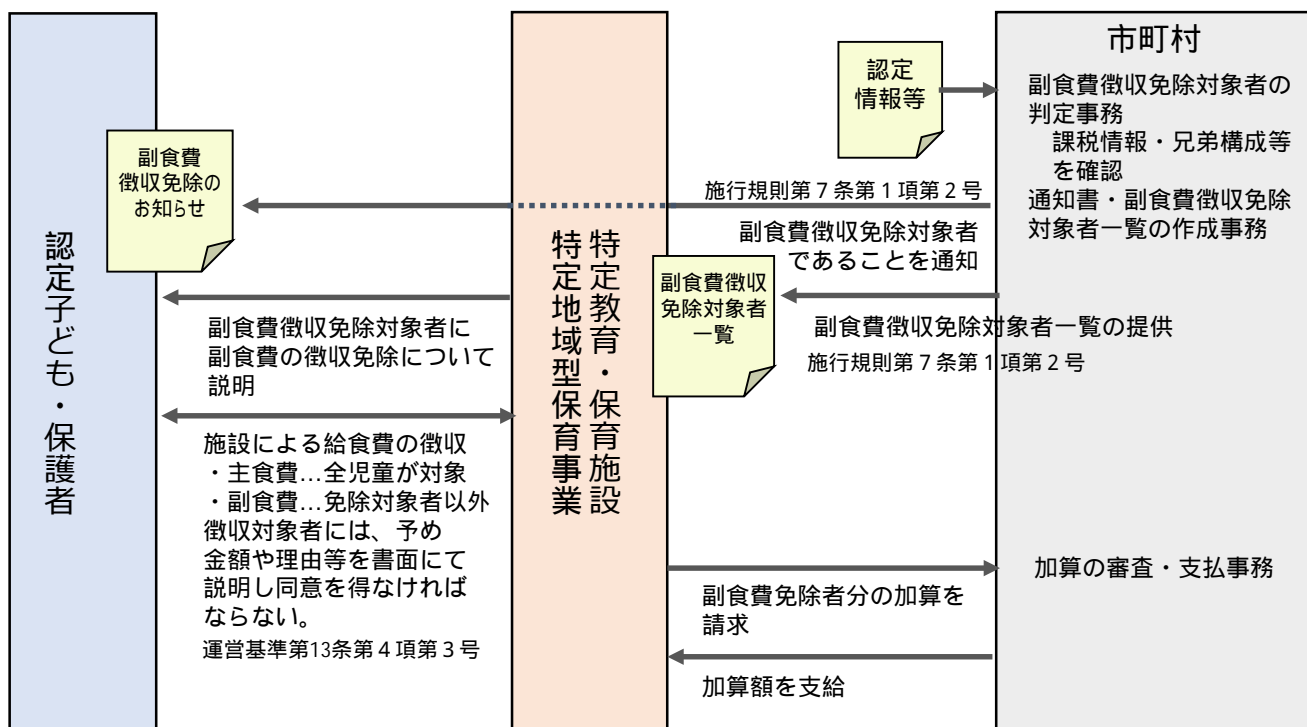 市町村
認定
情報等
副食費徴収免除対象者の
判定事務
課税情報・兄弟構成等
を確認
通知書・副食費徴収免除
対象者一覧の作成事務
副食費
徴収免除の
お知らせ
施行規則第７条第１項第２号
副食費徴収免除対象者
であることを通知
認定子ども・保護者
特定教育・保育施設
特定地域型保育事業
副食費徴収
免除対象者
一覧
副食費徴収免除対象者一覧の提供
施行規則第７条第１項第２号
副食費徴収免除対象者に
副食費の徴収免除について
説明
施設による給食費の徴収
・主食費…全児童が対象
・副食費…免除対象者以外
徴収対象者には、予め
金額や理由等を書面にて
説明し同意を得なければ
ならない。
運営基準第13条第４項第３号
副食費免除者分の加算を
請求
加算の審査・支払事務
加算額を支給